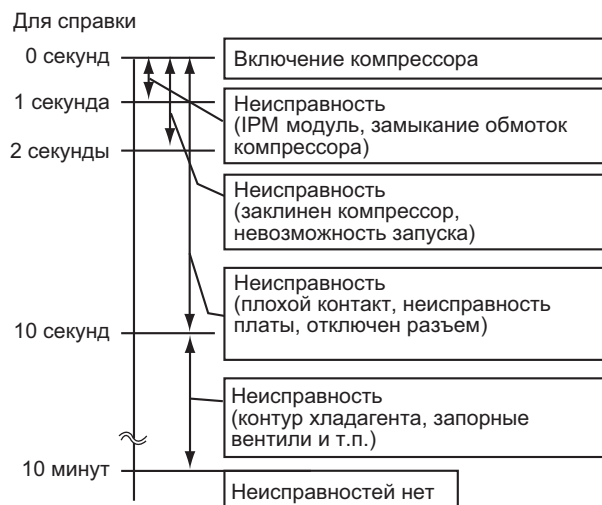 Для справки
0 секунд
Включение компрессора
1 секунда
Неисправность
(IPM модуль, замыкание обмоток
компрессора)
2 секунды
Неисправность
(заклинен компрессор,
невозможность запуска)
Неисправность
(плохой контакт, неисправность
платы, отключен разъем)
10 секунд
Неисправность
(контур хладагента, запорные
вентили и т.п.)
10 минут
Неисправностей нет